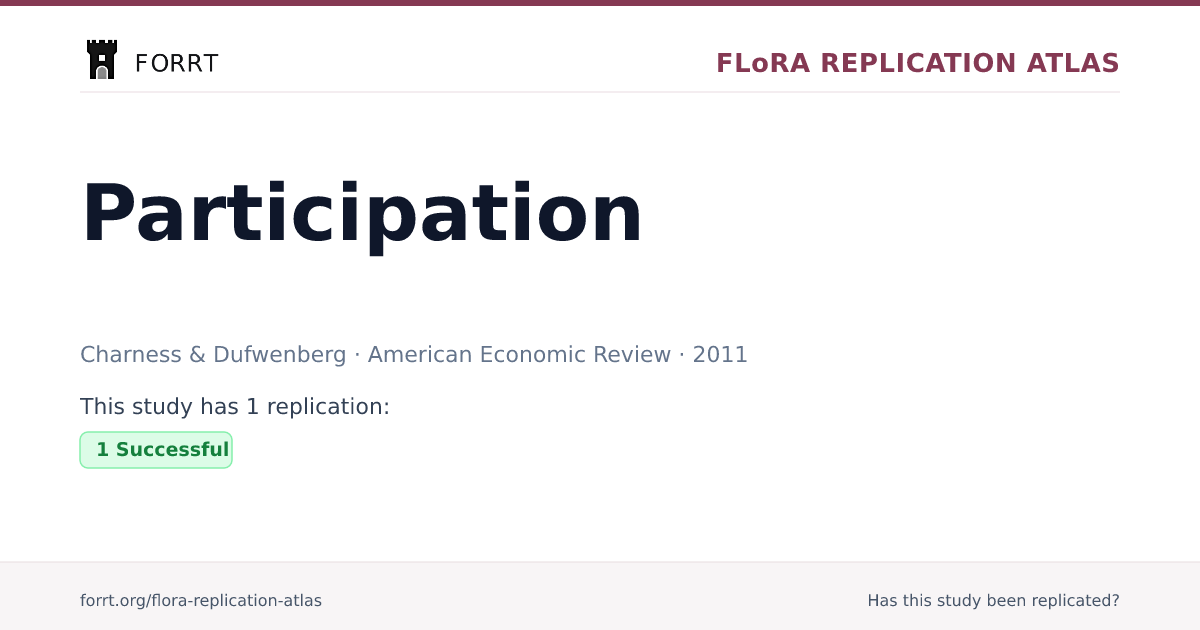 FORRT
FLoRA REPLICATION ATLAS
Participation
Charness & Dufwenberg · American Economic Review · 2011
This study has 1 replication:
1 Successful
forrt.org/flora-replication-atlas
Has this study been replicated?